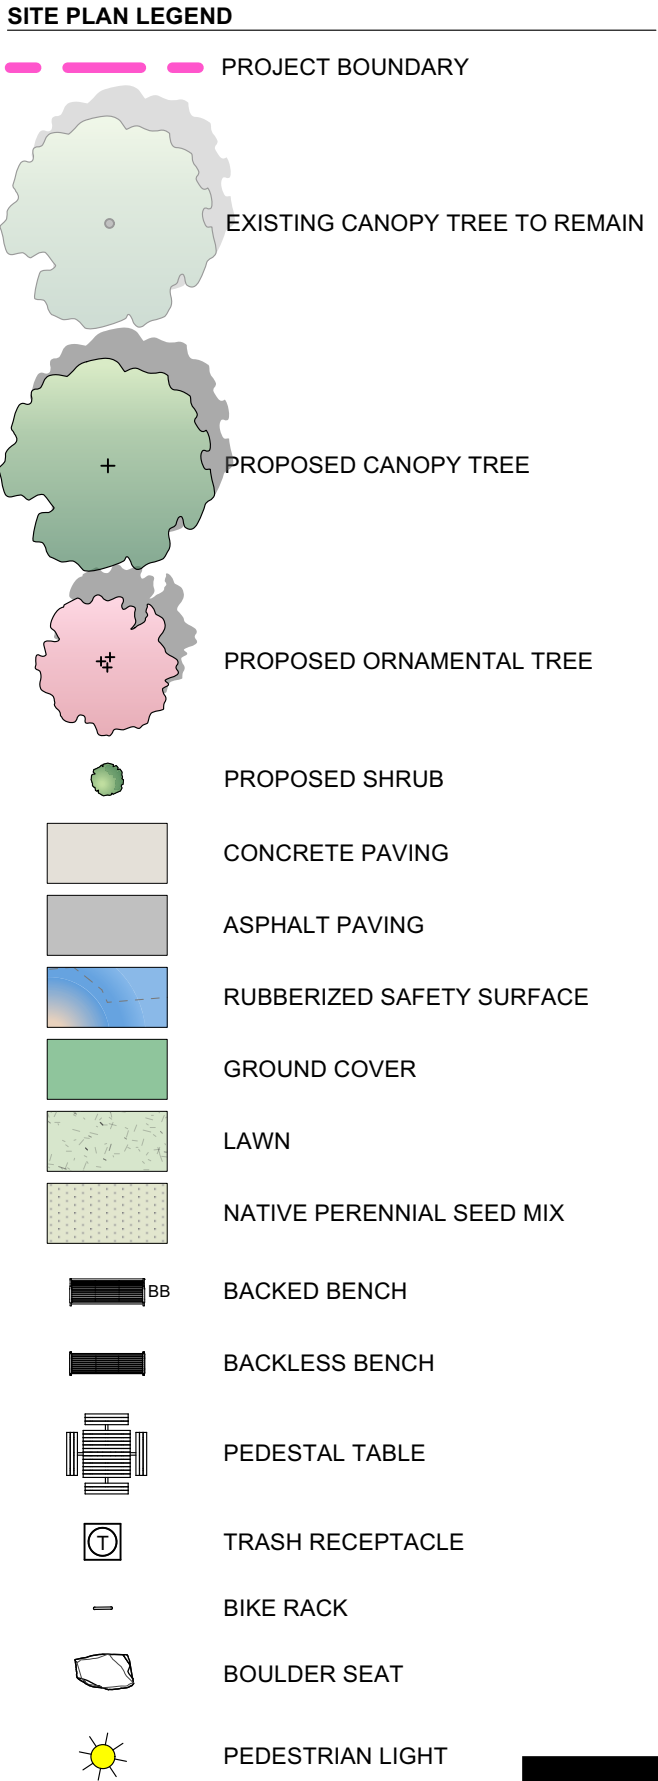 SITE PLAN LEGEND
PROJECT BOUNDARY
EXISTING CANOPY TREE TO REMAIN
PROPOSED CANOPY TREE
PROPOSED ORNAMENTAL TREE
PROPOSED SHRUB
CONCRETE PAVING
ASPHALT PAVING
RUBBERIZED SAFETY SURFACE
GROUND COVER
LAWN
NATIVE PERENNIAL SEED MIX
BB BACKED BENCH
BACKLESS BENCH
PEDESTAL TABLE
T TRASH RECEPTACLE
BIKE RACK
BOULDER SEAT
PEDESTRIAN LIGHT